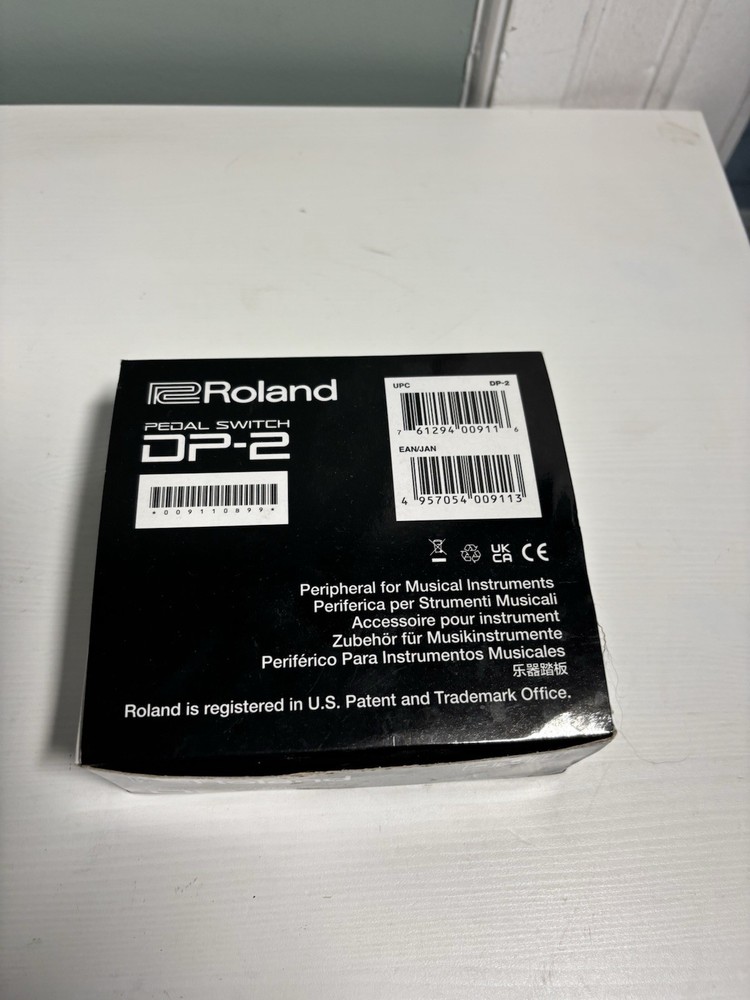 Roland
PEDAL SWITCH
DP-2
*009110899*
UPC DP-2
7 61294 00911 6
EAN/JAN
4 957054 009113
UK
CA CE
Peripheral for Musical Instruments
Periferica per Strumenti Musicali
Accessoire pour instrument
Zubehör für Musikinstrumente
Periférico Para Instrumentos Musicales
乐器踏板
Roland is registered in U.S. Patent and Trademark Office.